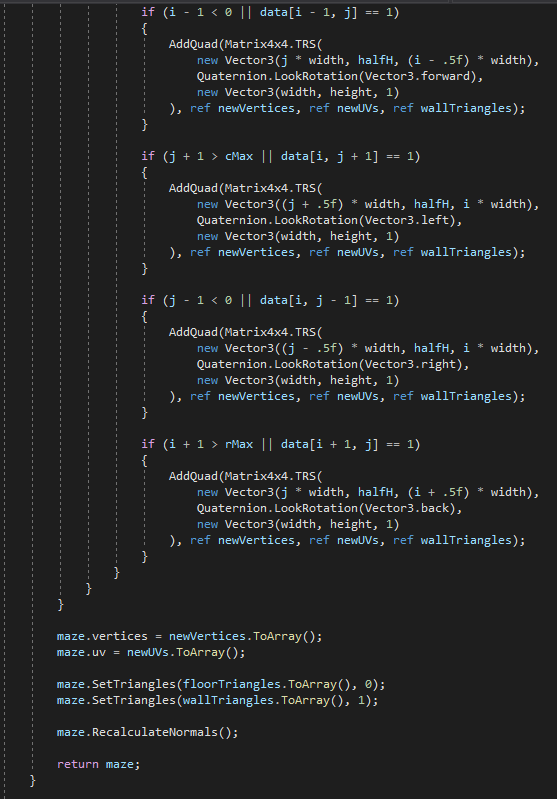 if (i - 1 < 0 || data[i - 1, j] == 1)
{
AddQuad(Matrix4x4.TRS(
new Vector3(j * width, halfH, (i - .5f) * width),
Quaternion.LookRotation(Vector3.forward),
new Vector3(width, height, 1)
), ref newVertices, ref newUVs, ref wallTriangles);
}
if (j + 1 > cMax || data[i, j + 1] == 1)
{
AddQuad(Matrix4x4.TRS(
new Vector3((j + .5f) * width, halfH, i * width),
Quaternion.LookRotation(Vector3.left),
new Vector3(width, height, 1)
), ref newVertices, ref newUVs, ref wallTriangles);
}
if (j - 1 < 0 || data[i, j - 1] == 1)
{
AddQuad(Matrix4x4.TRS(
new Vector3((j - .5f) * width, halfH, i * width),
Quaternion.LookRotation(Vector3.right),
new Vector3(width, height, 1)
), ref newVertices, ref newUVs, ref wallTriangles);
}
if (i + 1 > rMax || data[i + 1, j] == 1)
{
AddQuad(Matrix4x4.TRS(
new Vector3(j * width, halfH, (i + .5f) * width),
Quaternion.LookRotation(Vector3.back),
new Vector3(width, height, 1)
), ref newVertices, ref newUVs, ref wallTriangles);
}
}
}
}
maze.vertices = newVertices.ToArray();
maze.uv = newUVs.ToArray();
maze.SetTriangles(floorTriangles.ToArray(), 0);
maze.SetTriangles(wallTriangles.ToArray(), 1);
maze.RecalculateNormals();
return maze;
}